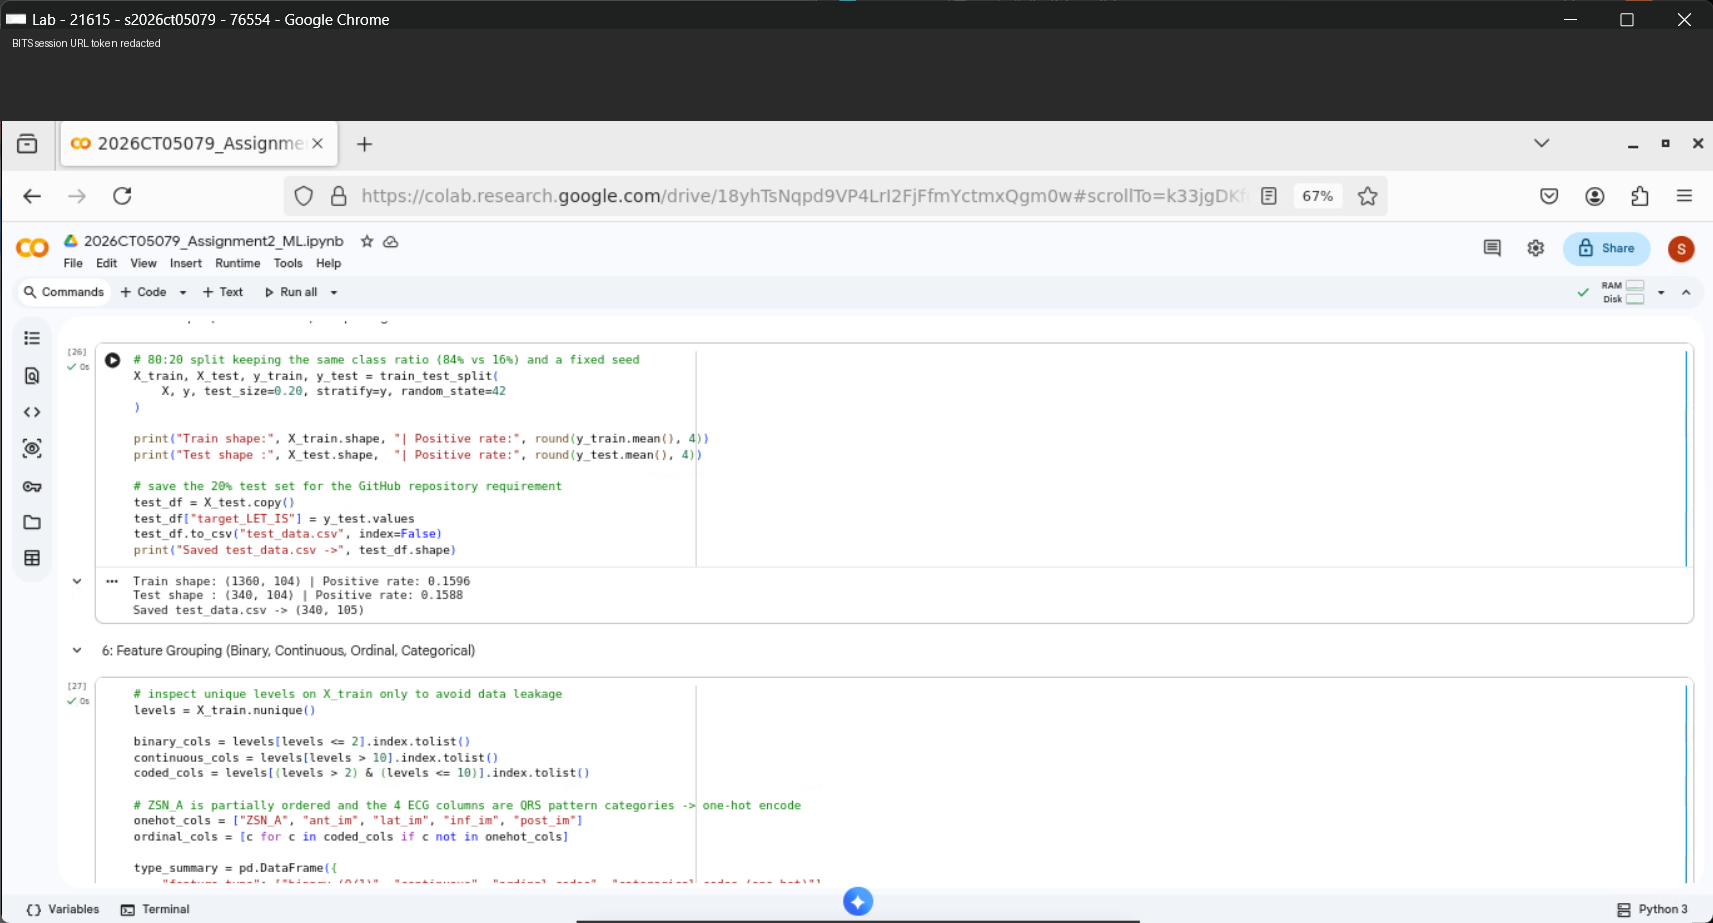 Lab - 21615 - s2026ct05079 - 76554 - Google Chrome
BITS session URL token redacted
2026CT05079_Assignme
https://colab.research.google.com/drive/18yhTsNqpd9VP4LrI2FjFfmYctmxQgm0w#scrollTo=k33jgDKf
67%
2026CT05079_Assignment2_ML.ipynb
File Edit View Insert Runtime Tools Help
Share
S
Commands + Code + Text Run all
RAM
Disk
[26]
0s
# 80:20 split keeping the same class ratio (84% vs 16%) and a fixed seed
X_train, X_test, y_train, y_test = train_test_split(
    X, y, test_size=0.20, stratify=y, random_state=42
)
print("Train shape:", X_train.shape, "| Positive rate:", round(y_train.mean(), 4))
print("Test shape :", X_test.shape,  "| Positive rate:", round(y_test.mean(), 4))
# save the 20% test set for the GitHub repository requirement
test_df = X_test.copy()
test_df["target_LET_IS"] = y_test.values
test_df.to_csv("test_data.csv", index=False)
print("Saved test_data.csv ->", test_df.shape)
Train shape: (1360, 104) | Positive rate: 0.1596
Test shape : (340, 104) | Positive rate: 0.1588
Saved test_data.csv -> (340, 105)
6: Feature Grouping (Binary, Continuous, Ordinal, Categorical)
[27]
0s
# inspect unique levels on X_train only to avoid data leakage
levels = X_train.nunique()
binary_cols = levels[levels <= 2].index.tolist()
continuous_cols = levels[levels > 10].index.tolist()
coded_cols = levels[(levels > 2) & (levels <= 10)].index.tolist()
# ZSN_A is partially ordered and the 4 ECG columns are QRS pattern categories -> one-hot encode
onehot_cols = ["ZSN_A", "ant_im", "lat_im", "inf_im", "post_im"]
ordinal_cols = [c for c in coded_cols if c not in onehot_cols]
type_summary = pd.DataFrame({
Variables Terminal
Python 3